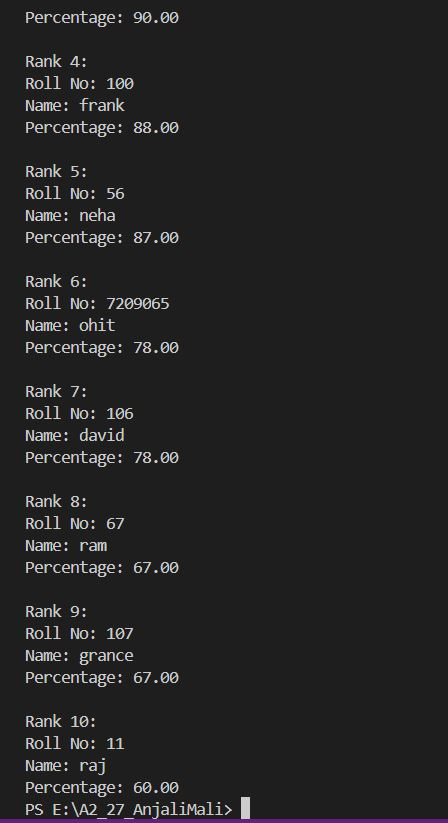 Percentage: 90.00
Rank 4:
Roll No: 100
Name: frank
Percentage: 88.00
Rank 5:
Roll No: 56
Name: neha
Percentage: 87.00
Rank 6:
Roll No: 7209065
Name: ohit
Percentage: 78.00
Rank 7:
Roll No: 106
Name: david
Percentage: 78.00
Rank 8:
Roll No: 67
Name: ram
Percentage: 67.00
Rank 9:
Roll No: 107
Name: grance
Percentage: 67.00
Rank 10:
Roll No: 11
Name: raj
Percentage: 60.00
PS E:\A2_27_AnjaliMali>